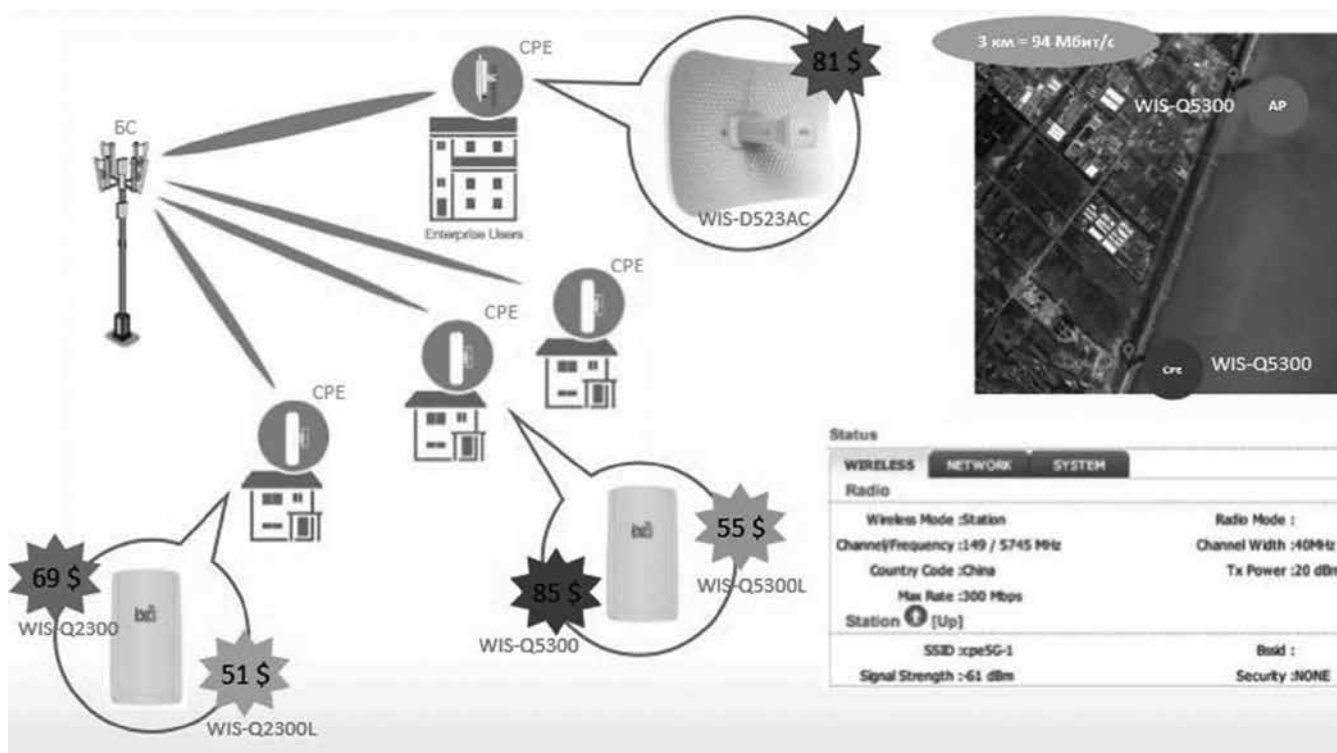 БС
CPE
Enterprise Users
81 $
WIS-D523AC
CPE
CPE
CPE
69 $
WIS-Q2300
51 $
WIS-Q2300L
55 $
WIS-Q5300L
85 $
WIS-Q5300
3 км = 94 Мбит/с
WIS-Q5300 AP
CPE WIS-Q5300
Status
WIRELESS NETWORK SYSTEM
Radio
Wireless Mode :Station Radio Mode :
Channel/Frequency :149 / 5745 MHz Channel Width :40MHz
Country Code :China Tx Power :20 dBm
Max Rate :300 Mbps
Station [Up]
SSID :cpe5G-1 Bssid :
Signal Strength :-61 dBm Security :NONE